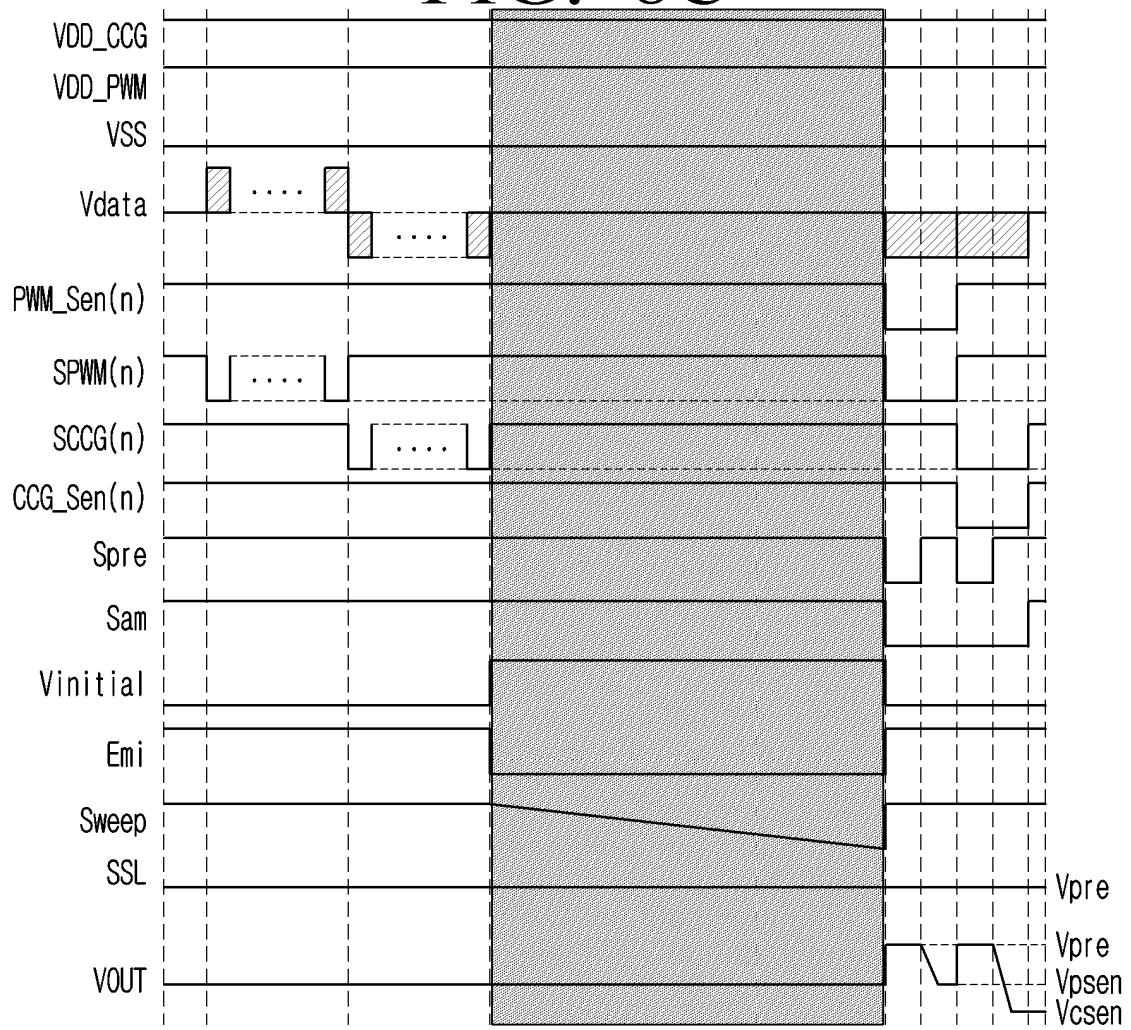 VDD_CCG
VDD_PWM
VSS
Vdata
PWM_Sen(n)
SPWM(n)
SCCG(n)
CCG_Sen(n)
Spre
Sam
Vinitial
Emi
Sweep
SSL
Vpre
Vpre
VOUT
Vpsen
Vcsen